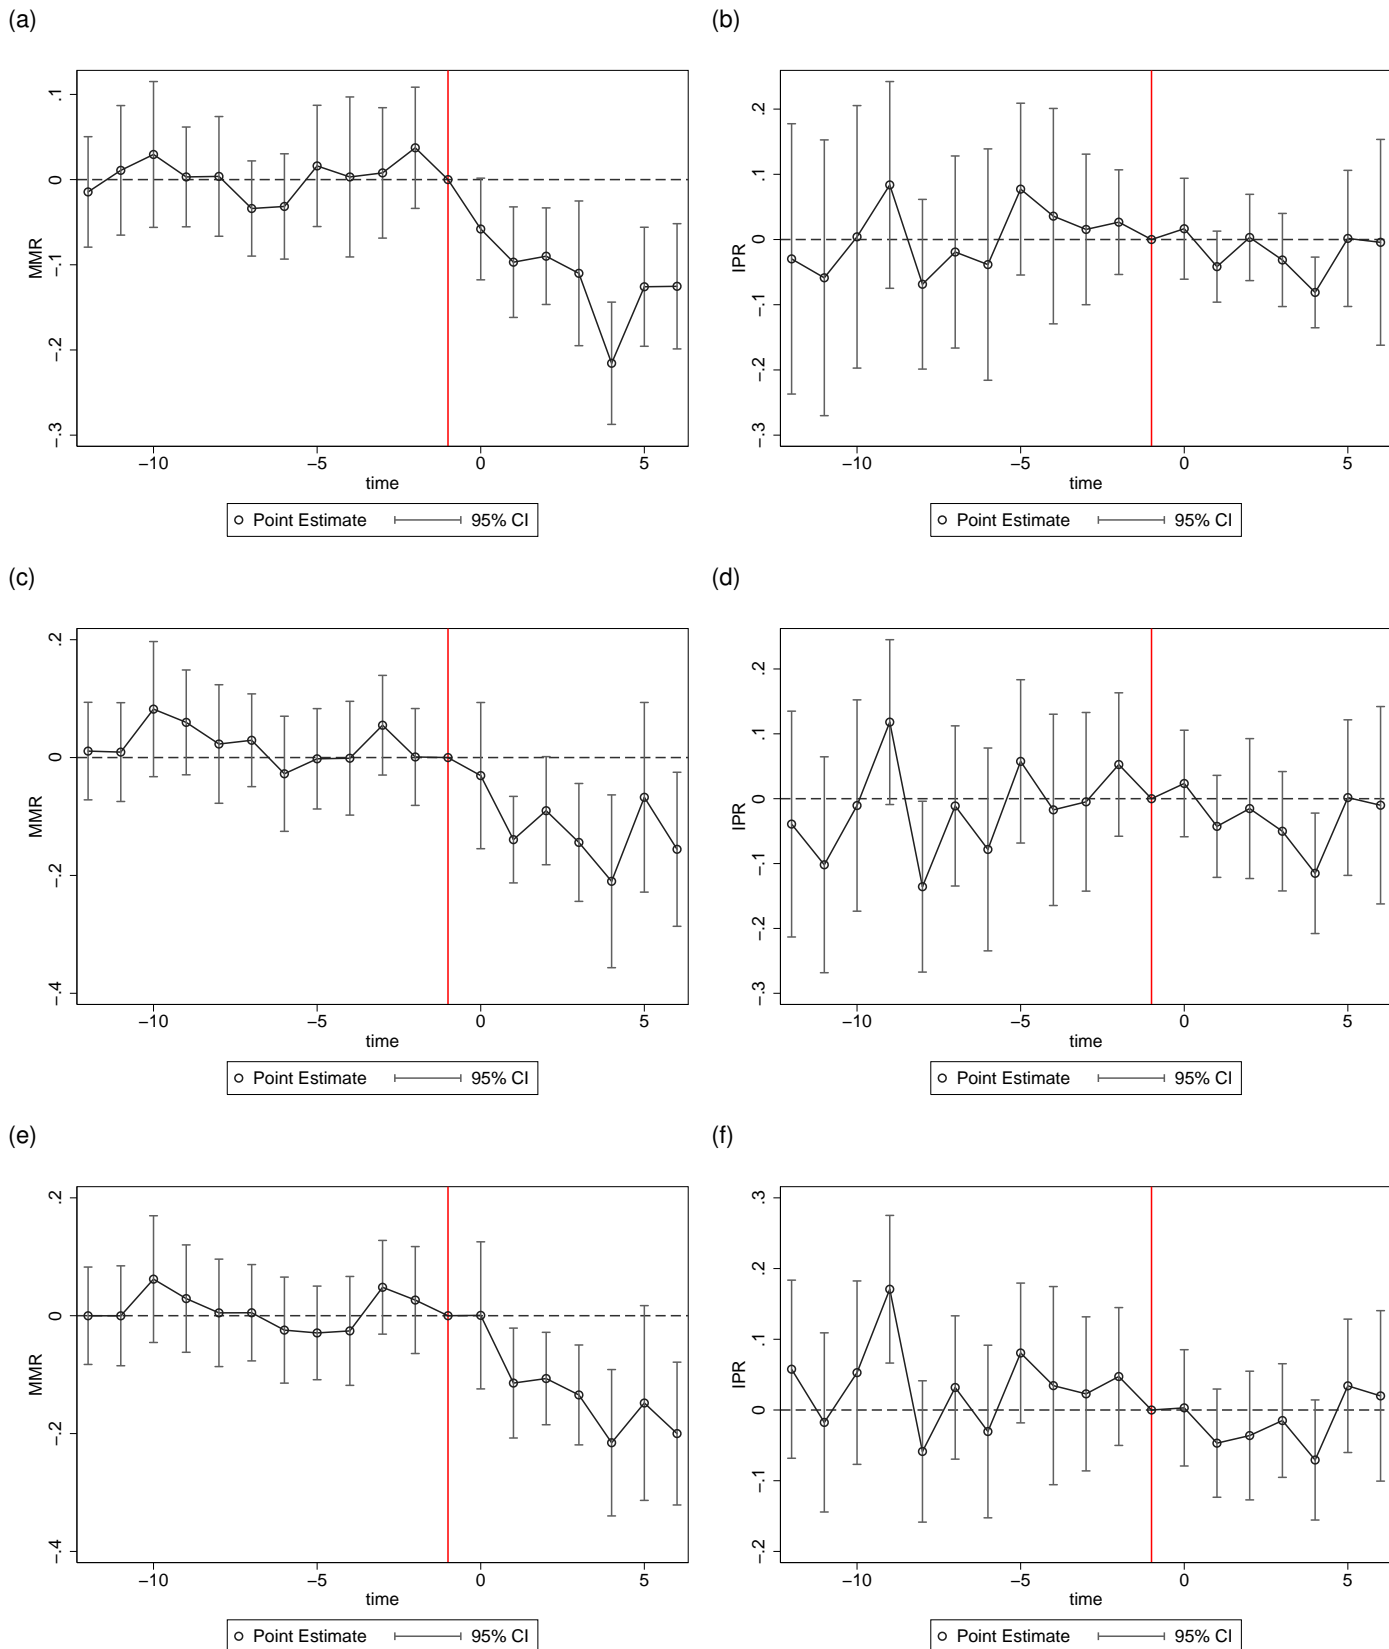 (a)
MMR
.1
0
-.1
-.2
-.3
-10
-5
0
5
time
Point Estimate 95% CI
(b)
IPR
.2
.1
0
-.1
-.2
-.3
-10
-5
0
5
time
Point Estimate 95% CI
(c)
MMR
.2
0
-.2
-.4
-10
-5
0
5
time
Point Estimate 95% CI
(d)
IPR
.2
.1
0
-.1
-.2
-.3
-10
-5
0
5
time
Point Estimate 95% CI
(e)
MMR
.2
0
-.2
-.4
-10
-5
0
5
time
Point Estimate 95% CI
(f)
IPR
.3
.2
.1
0
-.1
-.2
-10
-5
0
5
time
Point Estimate 95% CI